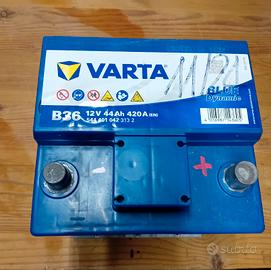 VARTA
BLUE
Dynamic
B36 12V 44Ah 420A (EN)
544 401 042 313 2
+
subito